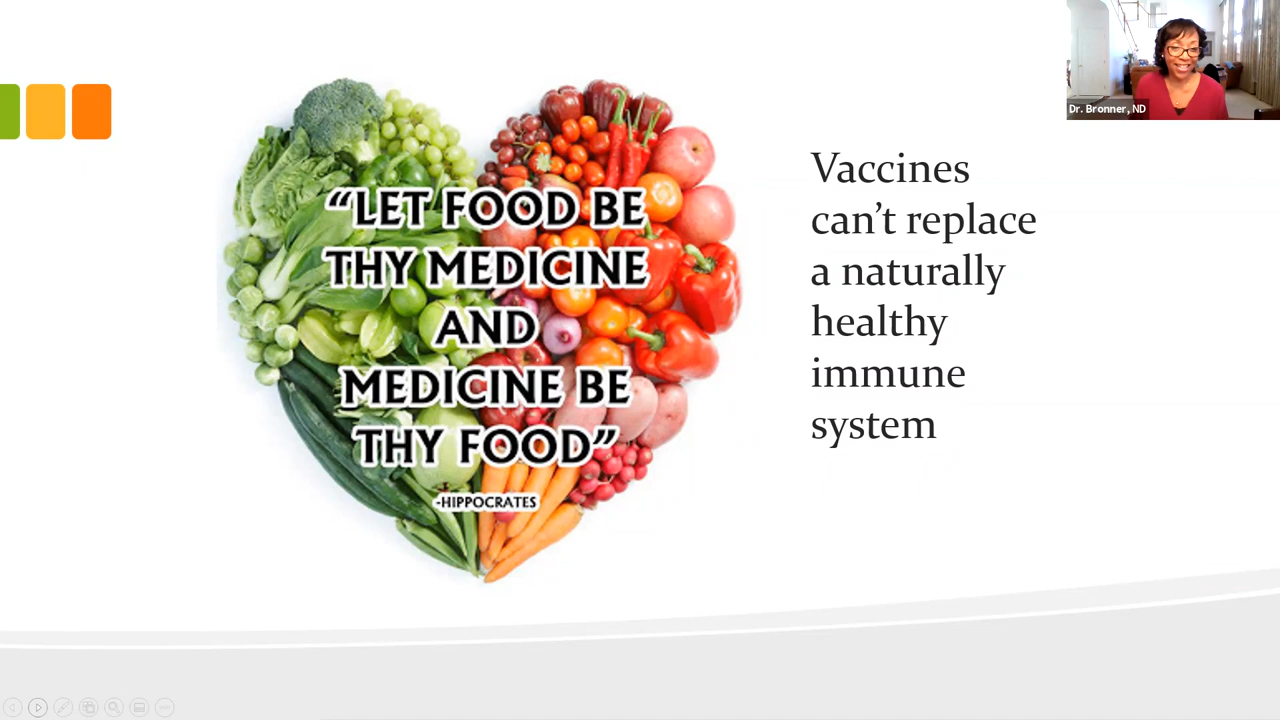 “LET FOOD BE
THY MEDICINE
AND
MEDICINE BE
THY FOOD”
-HIPPOCRATES
Vaccines
can’t replace
a naturally
healthy
immune
system
Dr. Bronner, ND